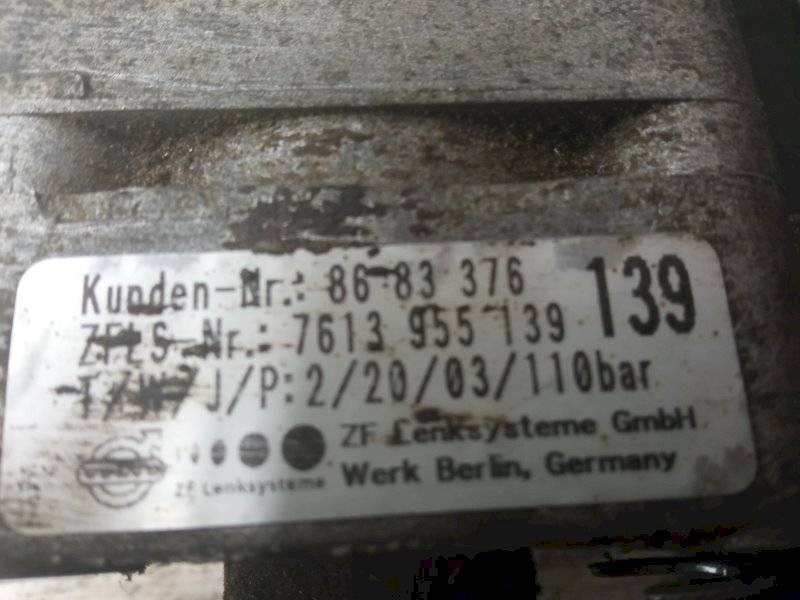 Kunden-Nr.: 86 83 376
139
ZFLS-Nr.: 7613 955 139
T/W/J/P:2/20/03/110bar
ZF Lenksysteme GmbH
Werk Berlin, Germany
ZF Lenksysteme